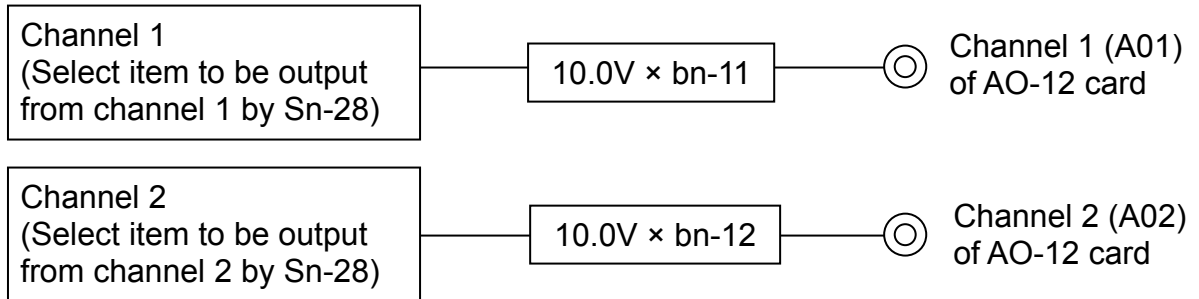 Channel 1
(Select item to be output
from channel 1 by Sn-28)
10.0V × bn-11
Channel 1 (A01)
of AO-12 card
Channel 2
(Select item to be output
from channel 2 by Sn-28)
10.0V × bn-12
Channel 2 (A02)
of AO-12 card